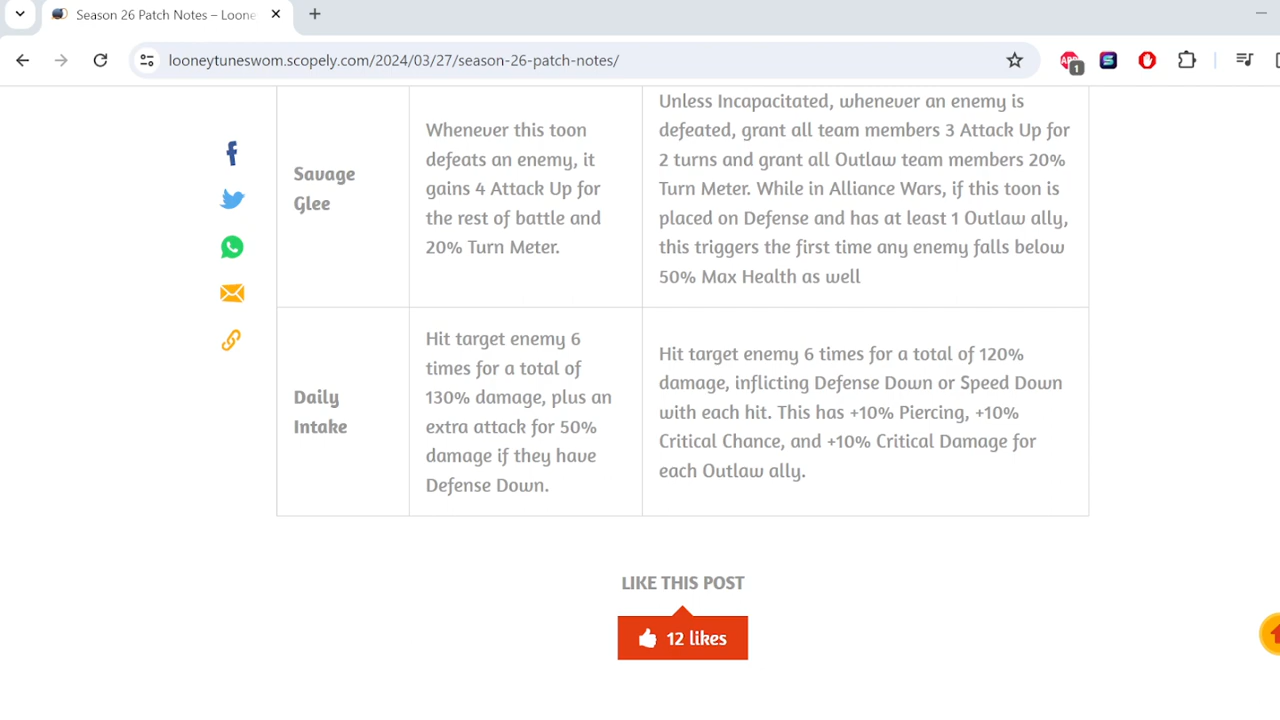 Season 26 Patch Notes – Loone
looneytuneswom.scopely.com/2024/03/27/season-26-patch-notes/
1
Savage
Glee
Whenever this toon
defeats an enemy, it
gains 4 Attack Up for
the rest of battle and
20% Turn Meter.
Unless Incapacitated, whenever an enemy is
defeated, grant all team members 3 Attack Up for
2 turns and grant all Outlaw team members 20%
Turn Meter. While in Alliance Wars, if this toon is
placed on Defense and has at least 1 Outlaw ally,
this triggers the first time any enemy falls below
50% Max Health as well
Daily
Intake
Hit target enemy 6
times for a total of
130% damage, plus an
extra attack for 50%
damage if they have
Defense Down.
Hit target enemy 6 times for a total of 120%
damage, inflicting Defense Down or Speed Down
with each hit. This has +10% Piercing, +10%
Critical Chance, and +10% Critical Damage for
each Outlaw ally.
LIKE THIS POST
12 likes